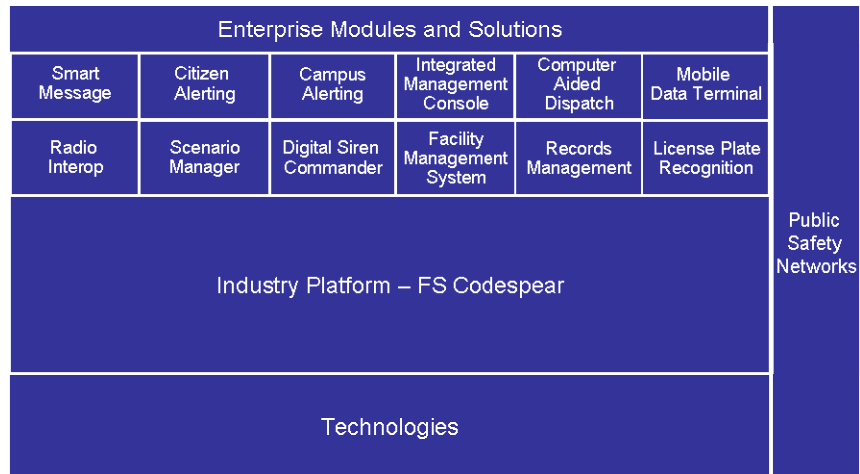 Enterprise Modules and Solutions
Smart
Message
Citizen
Alerting
Campus
Alerting
Integrated
Management
Console
Computer
Aided
Dispatch
Mobile
Data Terminal
Radio
Interop
Scenario
Manager
Digital Siren
Commander
Facility
Management
System
Records
Management
License Plate
Recognition
Industry Platform – FS Codespear
Technologies
Public
Safety
Networks